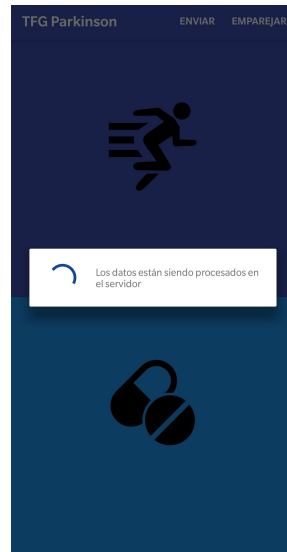 TFG Parkinson ENVIAR EMPAREJAR
Los datos están siendo procesados en
el servidor